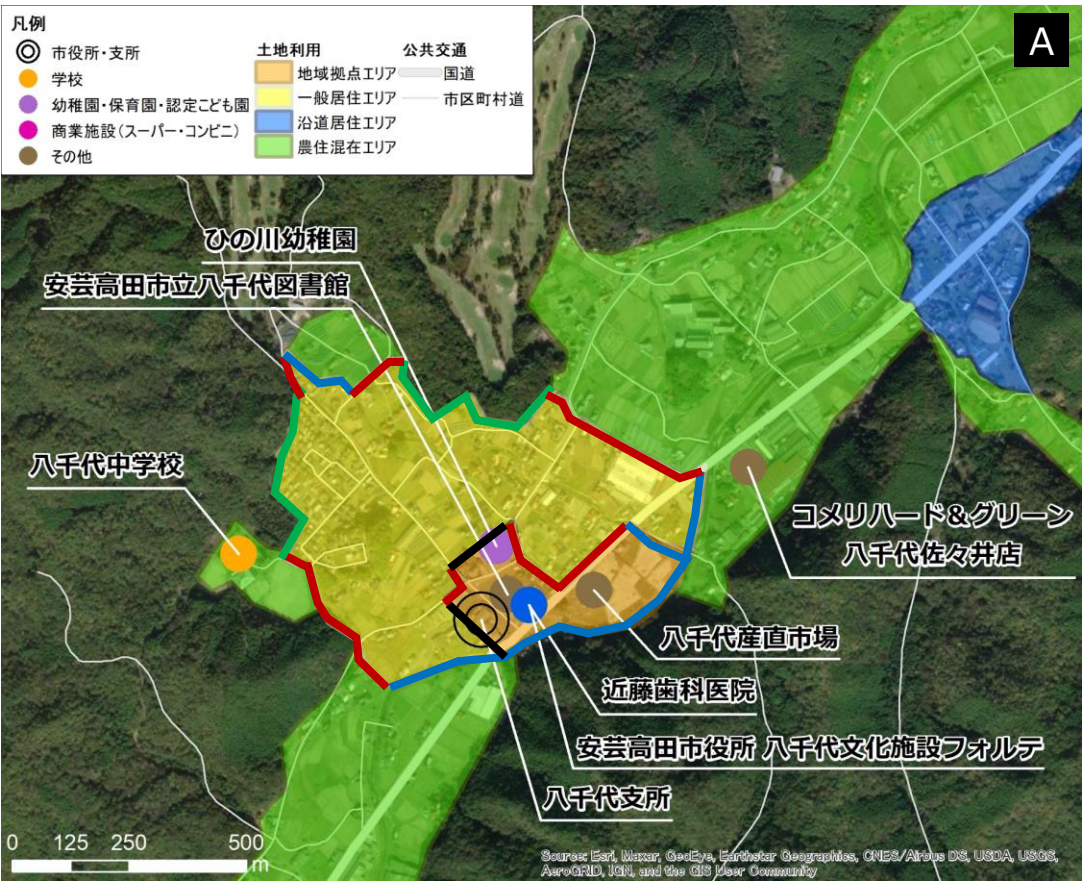 凡例
市役所・支所
学校
幼稚園・保育園・認定こども園
商業施設(スーパー・コンビニ)
その他
土地利用
地域拠点エリア
一般居住エリア
沿道居住エリア
農住混在エリア
公共交通
国道
市区町村道
A
ひの川幼稚園
安芸高田市立八千代図書館
八千代中学校
コメリハード&グリーン
八千代佐々井店
八千代産直市場
近藤歯科医院
安芸高田市役所 八千代文化施設フォルテ
八千代支所
0 125 250 500
m
Source: Esri, Maxar, GeoEye, Earthstar Geographics, CNES/Airbus DS, USDA, USGS,
AeroGRID, IGN, and the GIS User Community